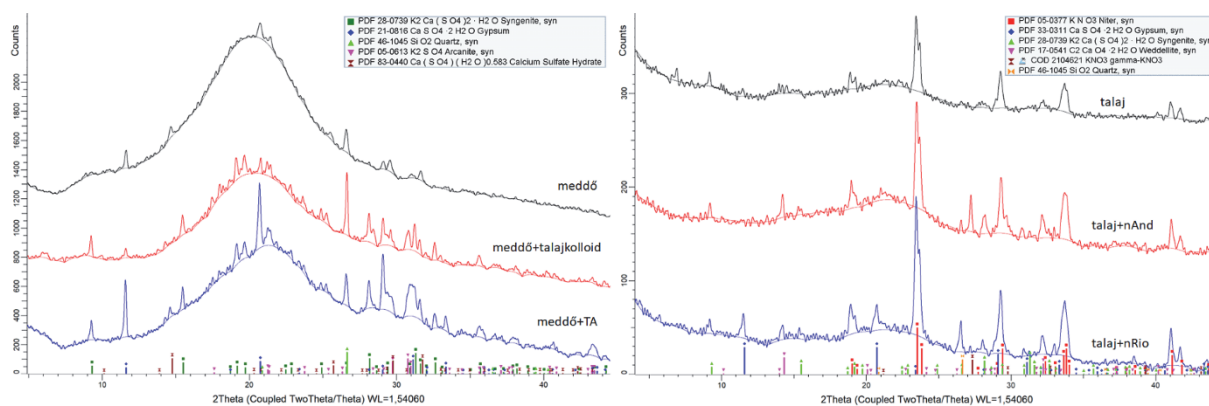 Counts
PDF 28-0739 K2 Ca ( S O4 )2 · H2 O Syngenite, syn
PDF 21-0816 Ca S O4 ·2 H2 O Gypsum
PDF 46-1045 Si O2 Quartz, syn
PDF 05-0613 K2 S O4 Arcanite, syn
PDF 83-0440 Ca ( S O4 ) ( H2 O )0.583 Calcium Sulfate Hydrate
2000
1800
1600
1400
1200
1000
800
600
400
200
0
meddő
meddő+talajkolloid
meddő+TA
10
20
30
40
2Theta (Coupled TwoTheta/Theta) WL=1,54060
Counts
PDF 05-0377 K N O3 Niter, syn
PDF 33-0311 Ca S O4 ·2 H2 O Gypsum, syn
PDF 28-0739 K2 Ca ( S O4 )2 · H2 O Syngenite, syn
PDF 17-0541 C2 Ca O4 ·2 H2 O Weddellite, syn
COD 2104621 KNO3 gamma-KNO3
PDF 46-1045 Si O2 Quartz, syn
300
200
100
0
talaj
talaj+nAnd
talaj+nRio
10
20
30
40
2Theta (Coupled TwoTheta/Theta) WL=1,54060